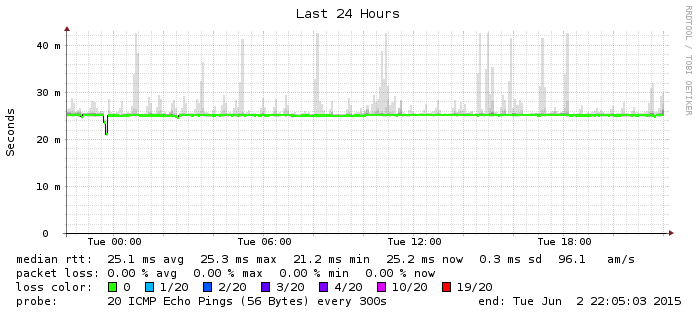 Last 24 Hours
RRDTOOL / TOBI OETIKER
Seconds
40 m
30 m
20 m
10 m
0
Tue 00:00 Tue 06:00 Tue 12:00 Tue 18:00
median rtt: 25.1 ms avg 25.3 ms max 21.2 ms min 25.2 ms now 0.3 ms sd 96.1 am/s
packet loss: 0.00 % avg 0.00 % max 0.00 % min 0.00 % now
loss color: 0 1/20 2/20 3/20 4/20 10/20 19/20
probe: 20 ICMP Echo Pings (56 Bytes) every 300s end: Tue Jun 2 22:05:03 2015